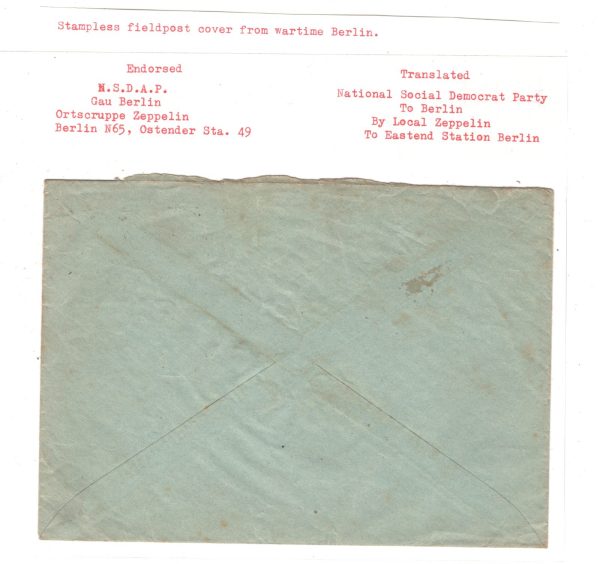 Stampless fieldpost cover from wartime Berlin.
Endorsed
N.S.D.A.P.
Gau Berlin
Ortscruppe Zeppelin
Berlin N65, Ostender Sta. 49
Translated
National Social Democrat Party
To Berlin
By Local Zeppelin
To Eastend Station Berlin